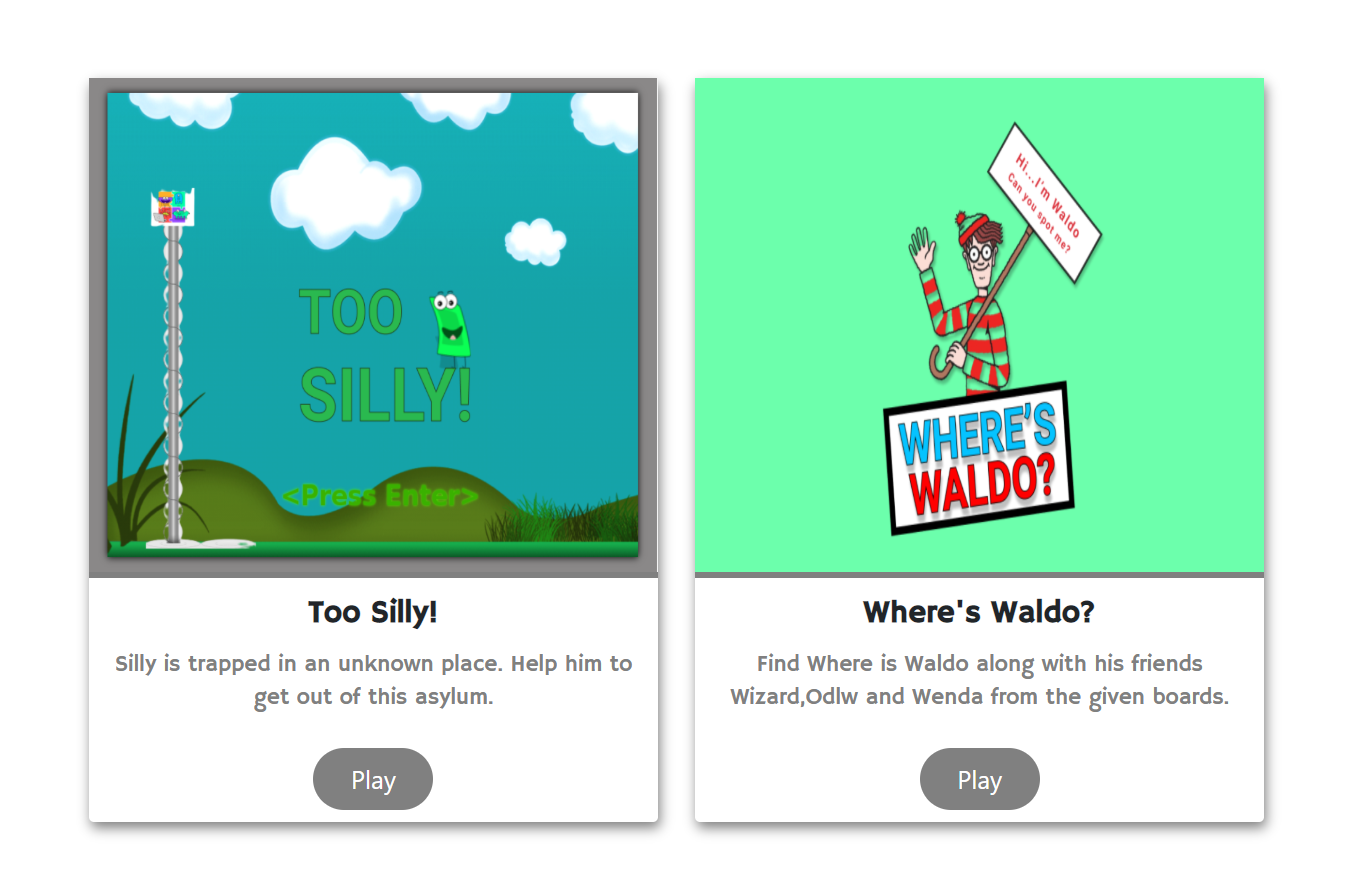 TOO
SILLY!
<Press Enter>
Too Silly!
Silly is trapped in an unknown place. Help him to
get out of this asylum.
Play
Hi...I'm Waldo
Can you spot me?
WHERE'S
WALDO?
Where's Waldo?
Find Where is Waldo along with his friends
Wizard,Odlw and Wenda from the given boards.
Play